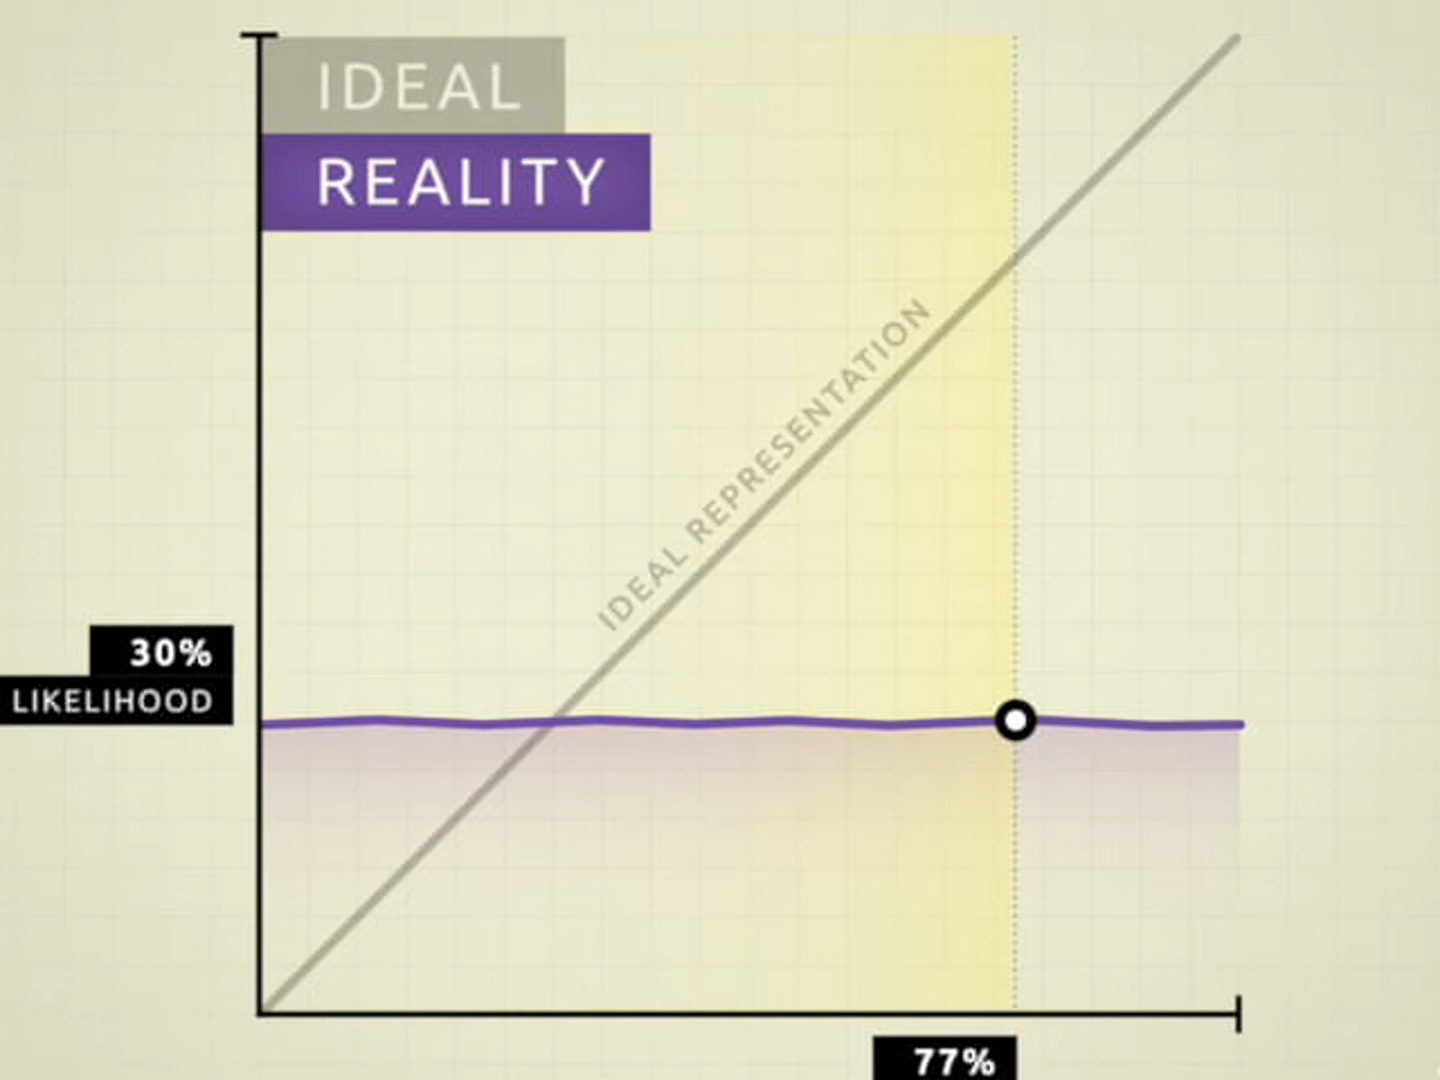 IDEAL
REALITY
IDEAL REPRESENTATION
30%
LIKELIHOOD
77%